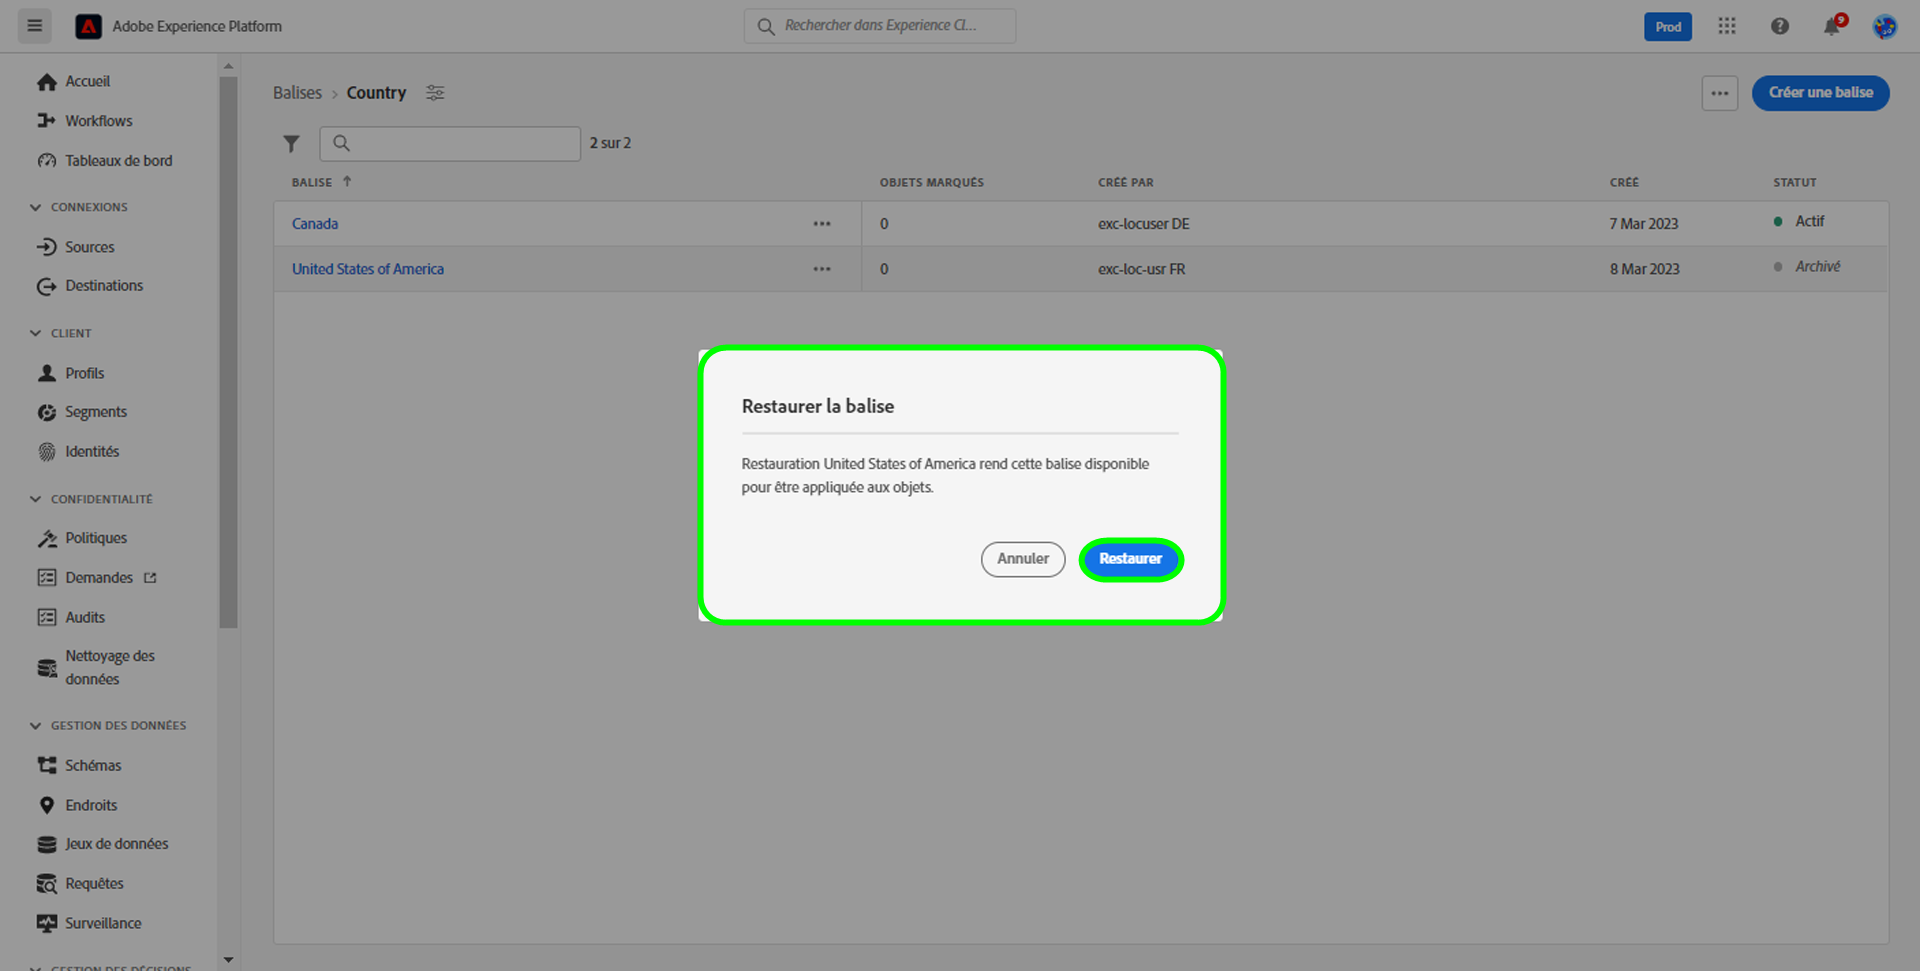 Adobe Experience Platform
Rechercher dans Experience Cl...
Prod
9
Accueil
Workflows
Tableaux de bord
CONNEXIONS
Sources
Destinations
CLIENT
Profils
Segments
Identités
CONFIDENTIALITÉ
Politiques
Demandes
Audits
Nettoyage des
données
GESTION DES DONNÉES
Schémas
Endroits
Jeux de données
Requêtes
Surveillance
GESTION DES DÉCISIONS
Balises > Country
Créer une balise
2 sur 2
BALISE OBJETS MARQUÉS CRÉÉ PAR CRÉÉ STATUT
Canada 0 exc-locuser DE 7 Mar 2023 Actif
United States of America 0 exc-loc-usr FR 8 Mar 2023 Archivé
Restaurer la balise
Restauration United States of America rend cette balise disponible
pour être appliquée aux objets.
Annuler Restaurer